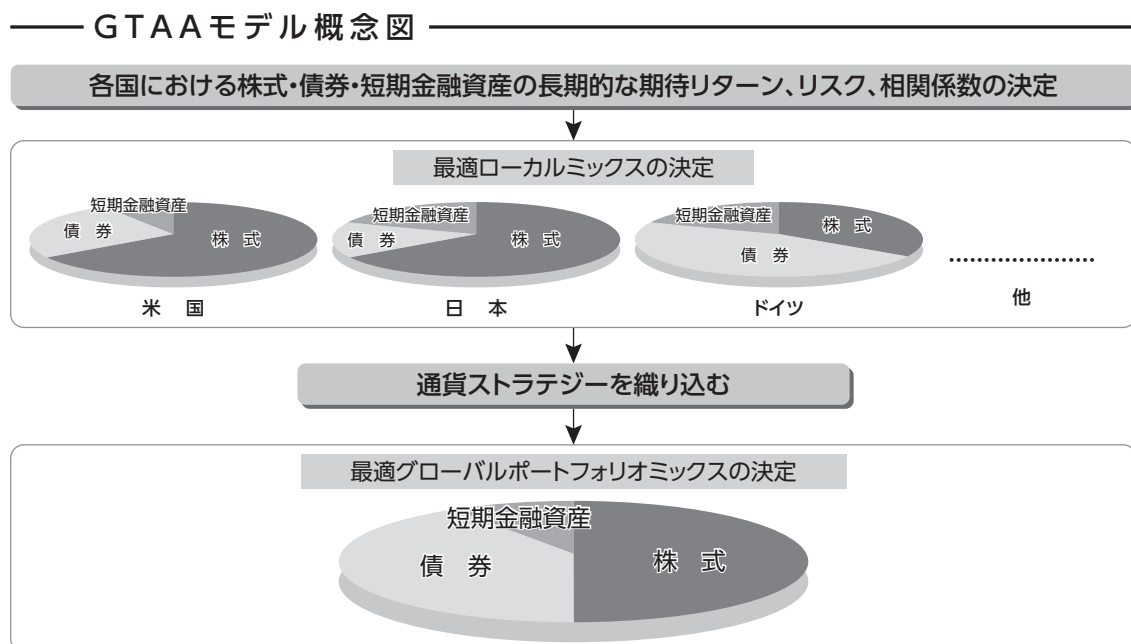 GTAAモデル概念図
各国における株式・債券・短期金融資産の長期的な期待リターン、リスク、相関係数の決定
最適ローカルミックスの決定
短期金融資産
債 券
株 式
米 国
短期金融資産
債 券
株 式
日 本
短期金融資産
株 式
債 券
ドイツ
他
通貨ストラテジーを織り込む
最適グローバルポートフォリオミックスの決定
短期金融資産
債 券
株 式